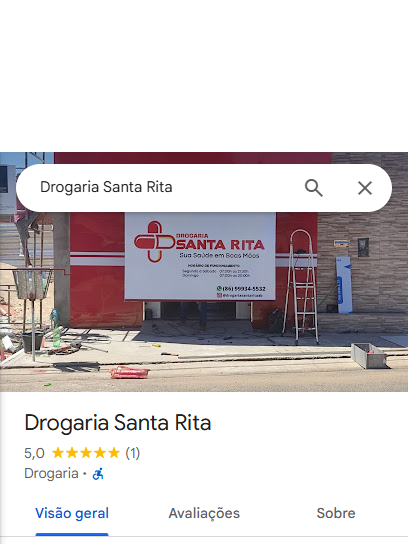 Drogaria Santa Rita
DROGARIA
SANTA RITA
Sua Saúde em Boas Mãos
HORÁRIO DE FUNCIONAMENTO
Segunda a Sábado 07:00h às 21:00h
Domingo 07:00h às 20:00h
(86) 99934-5532
Drogaria Santa Rita
5,0 ★★★★★ (1)
Drogaria ·
Visão geral Avaliações Sobre